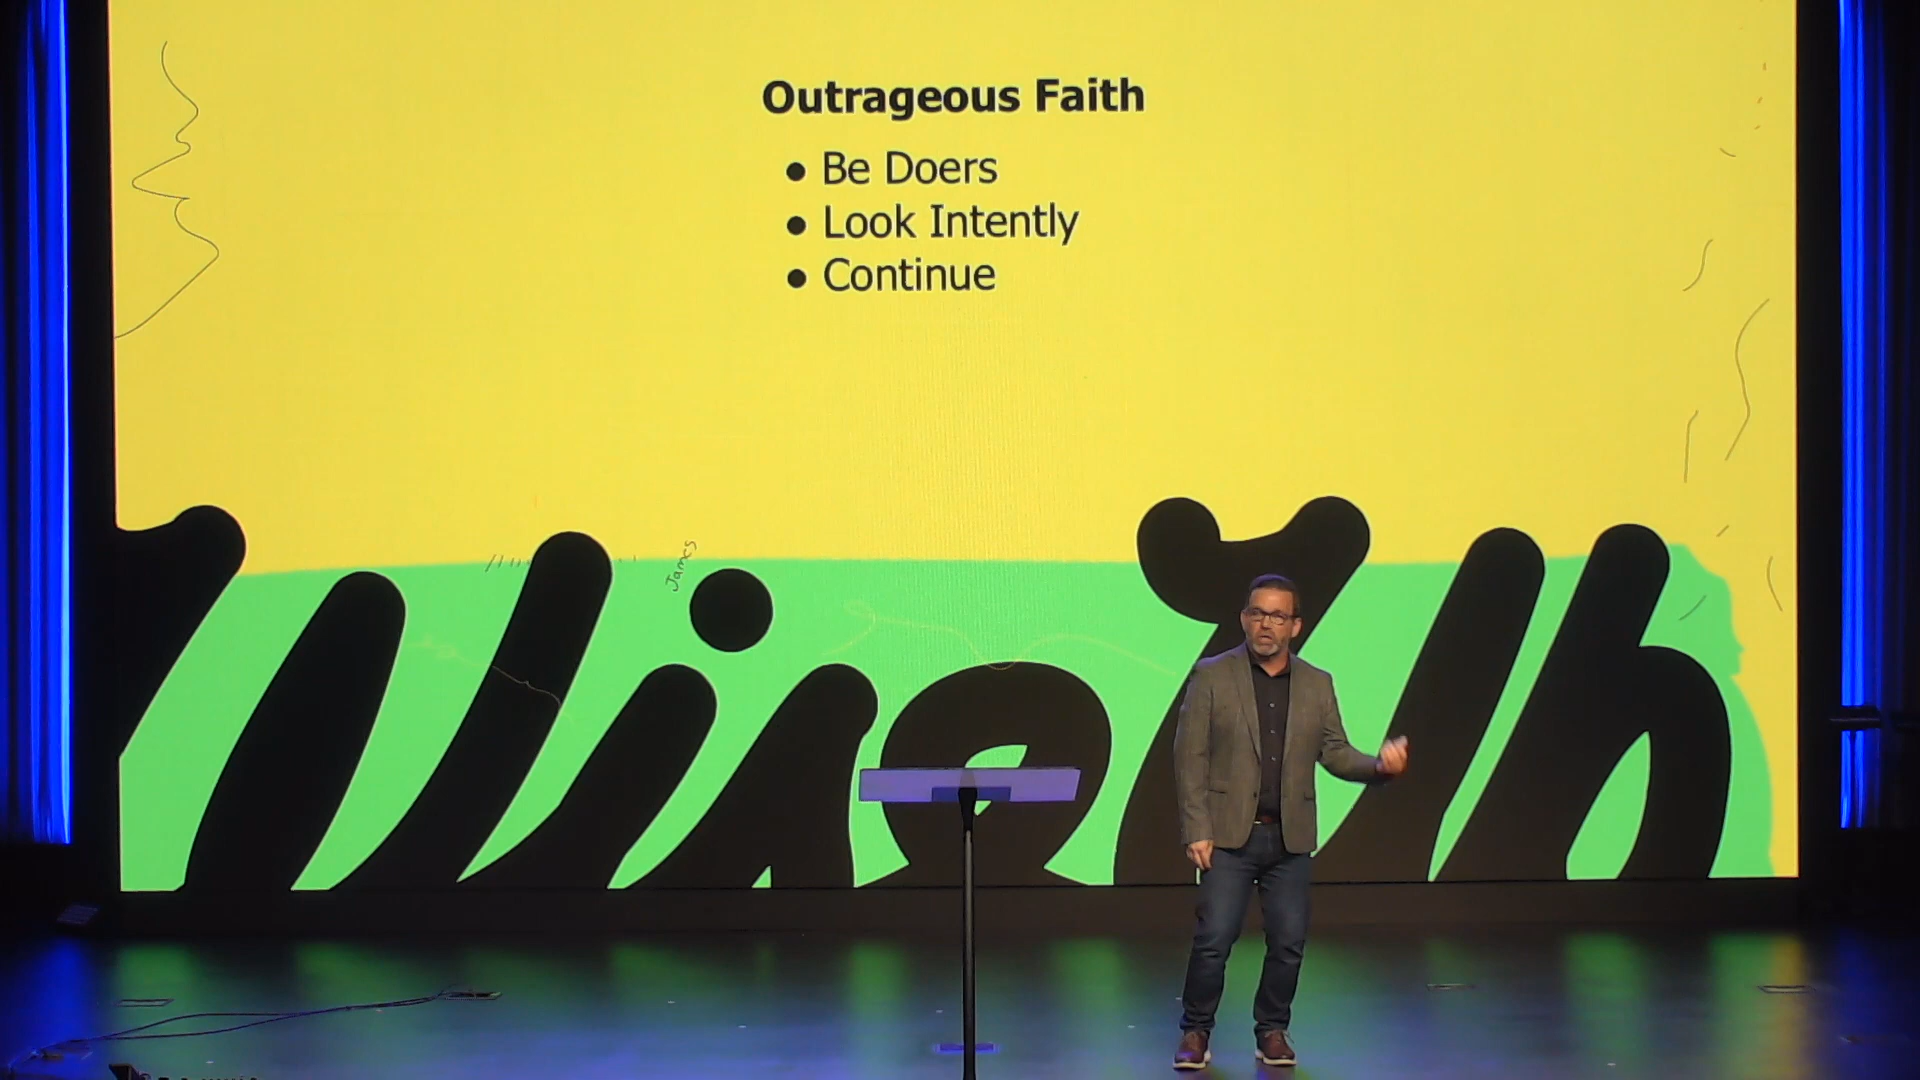 Outrageous Faith
• Be Doers
• Look Intently
• Continue
James